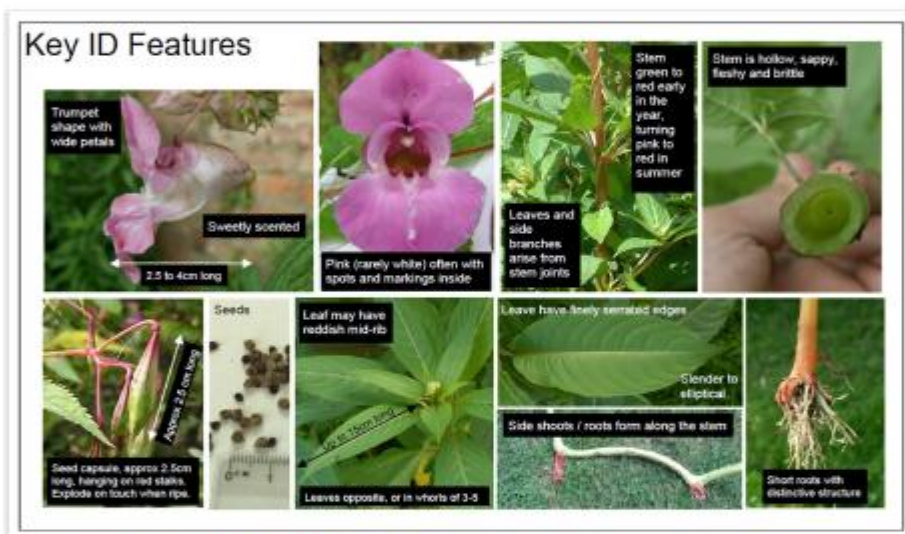 Key ID Features
Trumpet
shape with
wide petals
Sweetly scented
2.5 to 4cm long
Pink (rarely white) often with
spots and markings inside
Stem
green to
red early
in the
year,
turning
pink to
red in
summer
Leaves and
side
branches
arise from
stem joints
Stem is hollow, sappy,
fleshy and brittle
Approx 2.5 cm long
Seed capsule, approx 2.5cm
long, hanging on red stalks.
Explode on touch when ripe.
Seeds
0 cm 1
Leaf may have
reddish mid-rib
Up to 15cm long
Leaves opposite, or in whorls of 3-5
Leave have finely serrated edges
Slender to
elliptical
Side shoots / roots form along the stem
Short roots with
distinctive structure